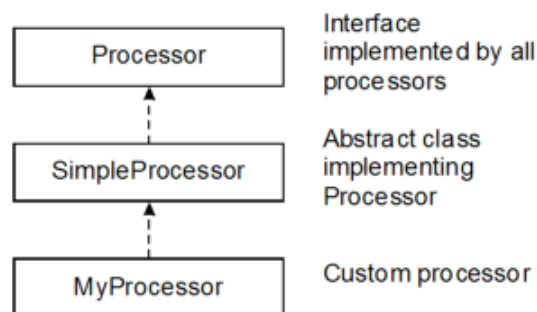 Processor
Interface
implemented by all
processors
SimpleProcessor
Abstract class
implementing
Processor
MyProcessor
Custom processor